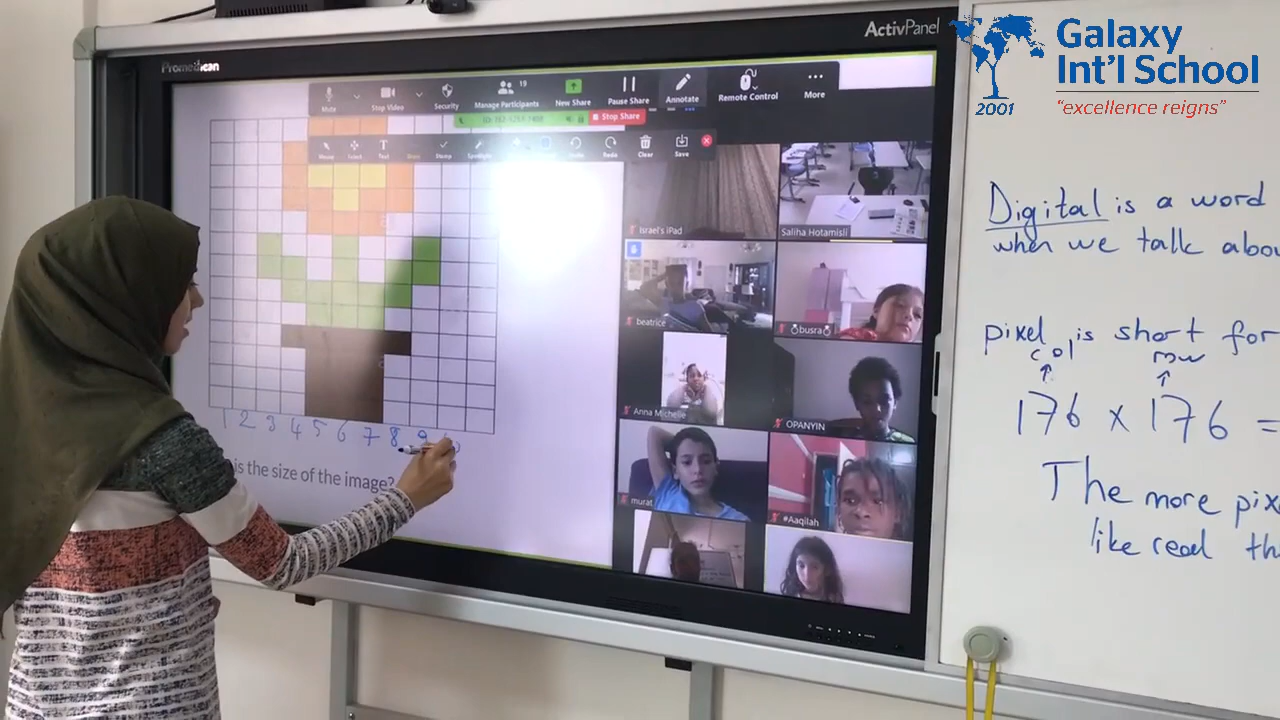 Galaxy
Int'l School
2001
"excellence reigns"
ActivPanel
Promethean
Mute
Stop Video
Security
19
Manage Participants
New Share
Pause Share
Annotate
Remote Control
More
Stop Share
Mouse
Select
Text
Stamp
Spotlight
Undo
Redo
Clear
Save
Israel's iPad
Saliha Hotamisli
beatrice
busra
Anna Michelle
OPANYIN
murat
#Aaqilah
1 2 3 4 5 6 7 8 9 10
is the size of the image?
Digital is a word
when we talk abou
pixel is short for
col row
176 x 176 =
The more pixe
like real th